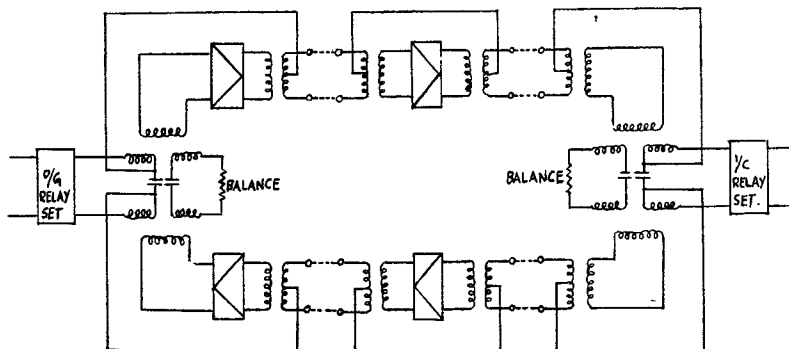 O/G
RELAY
SET
BALANCE
BALANCE
I/C
RELAY
SET.